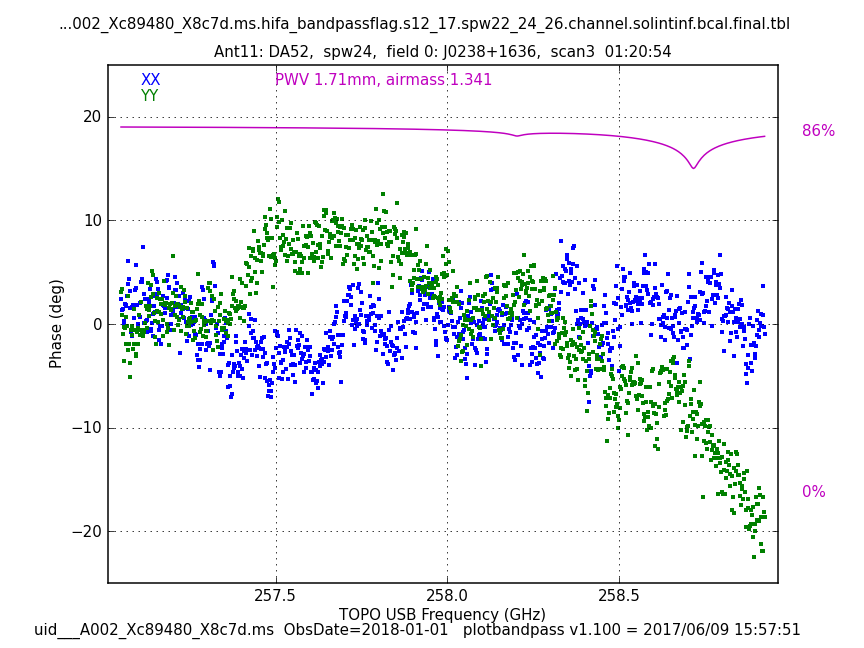 ...002_Xc89480_X8c7d.ms.hifa_bandpassflag.s12_17.spw22_24_26.channel.solintinf.bcal.final.tbl
Ant11: DA52,  spw24,  field 0: J0238+1636,  scan3  01:20:54
XX
PWV 1.71mm, airmass 1.341
YY
20
86%
10
0
Phase (deg)
−10
0%
−20
257.5
258.0
258.5
TOPO USB Frequency (GHz)
uid___A002_Xc89480_X8c7d.ms  ObsDate=2018-01-01   plotbandpass v1.100 = 2017/06/09 15:57:51